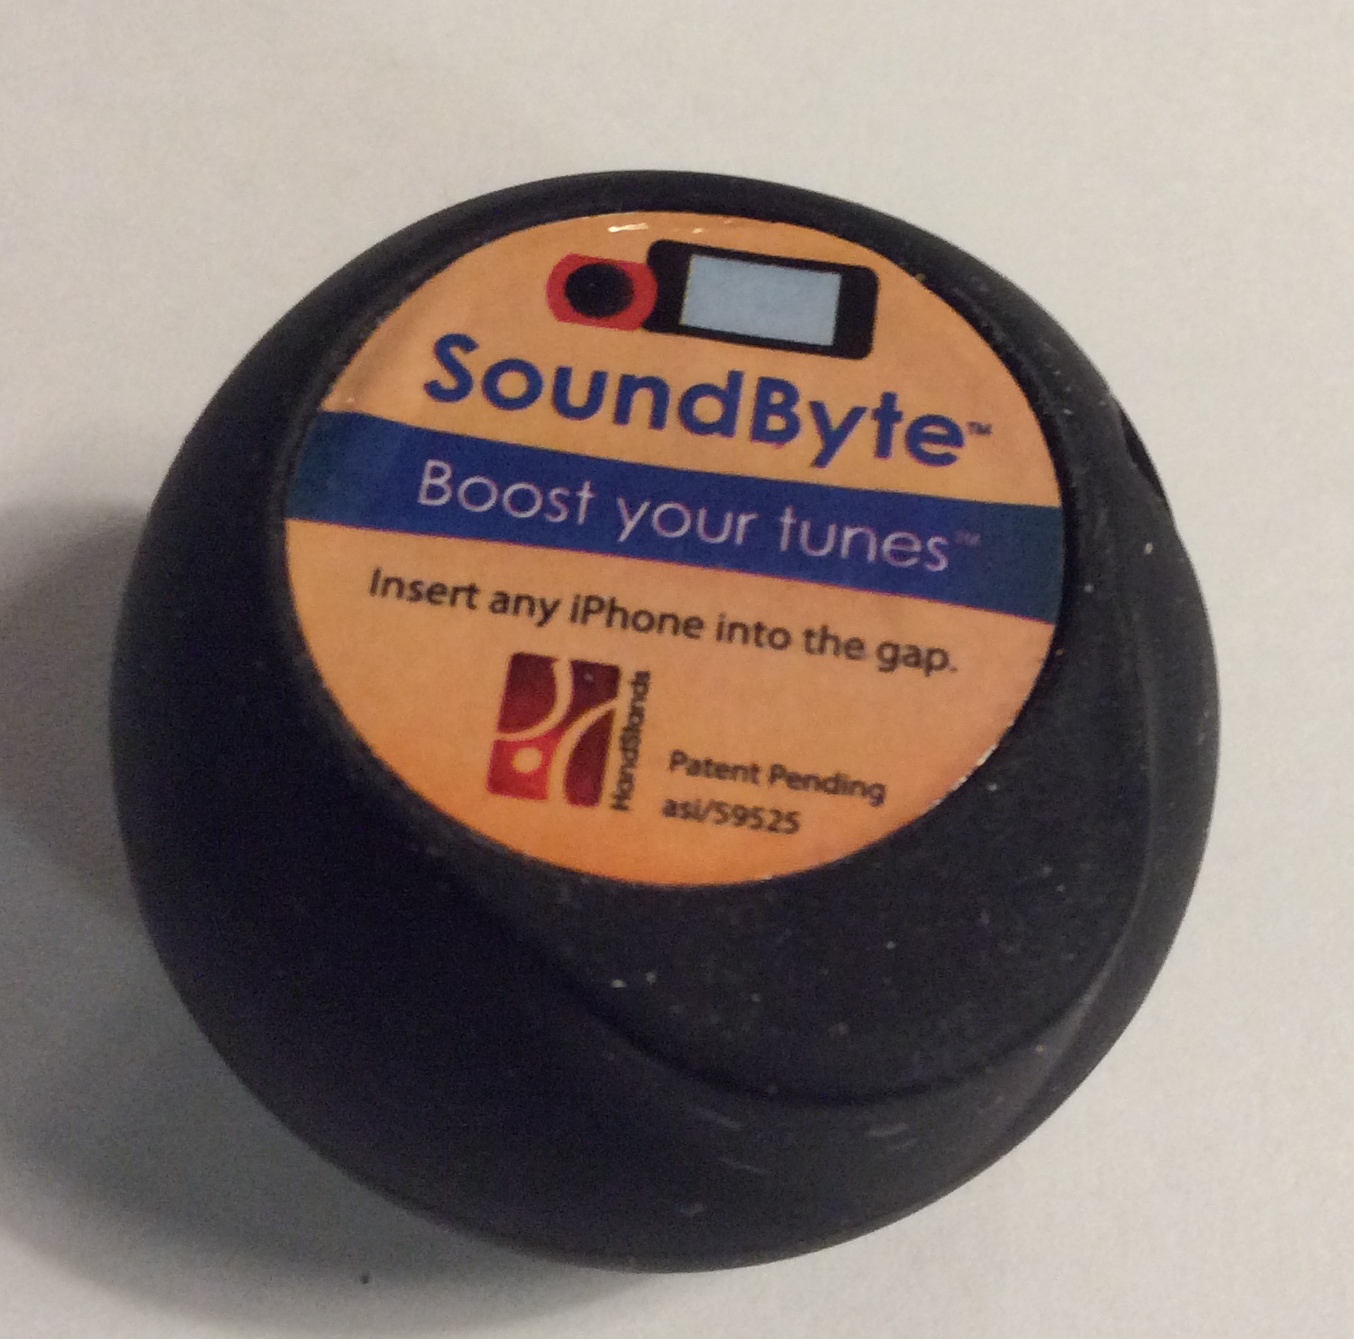 SoundByte™
Boost your tunes™
Insert any iPhone into the gap.
HandStands
Patent Pending
asi/59525